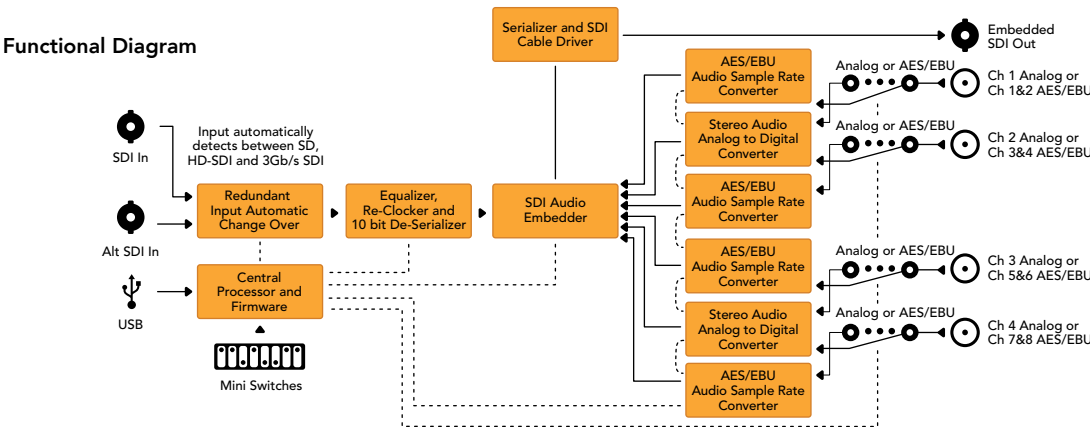 Functional Diagram
Serializer and SDI
Cable Driver
Embedded
SDI Out
SDI In
Input automatically
detects between SD,
HD-SDI and 3Gb/s SDI
Alt SDI In
Redundant
Input Automatic
Change Over
Equalizer,
Re-Clocker and
10 bit De-Serializer
SDI Audio
Embedder
USB
Central
Processor and
Firmware
Mini Switches
AES/EBU
Audio Sample Rate
Converter
Analog or AES/EBU
Ch 1 Analog or
Ch 1&2 AES/EBU
Stereo Audio
Analog to Digital
Converter
Analog or AES/EBU
Ch 2 Analog or
Ch 3&4 AES/EBU
AES/EBU
Audio Sample Rate
Converter
AES/EBU
Audio Sample Rate
Converter
Analog or AES/EBU
Ch 3 Analog or
Ch 5&6 AES/EBU
Stereo Audio
Analog to Digital
Converter
Analog or AES/EBU
Ch 4 Analog or
Ch 7&8 AES/EBU
AES/EBU
Audio Sample Rate
Converter